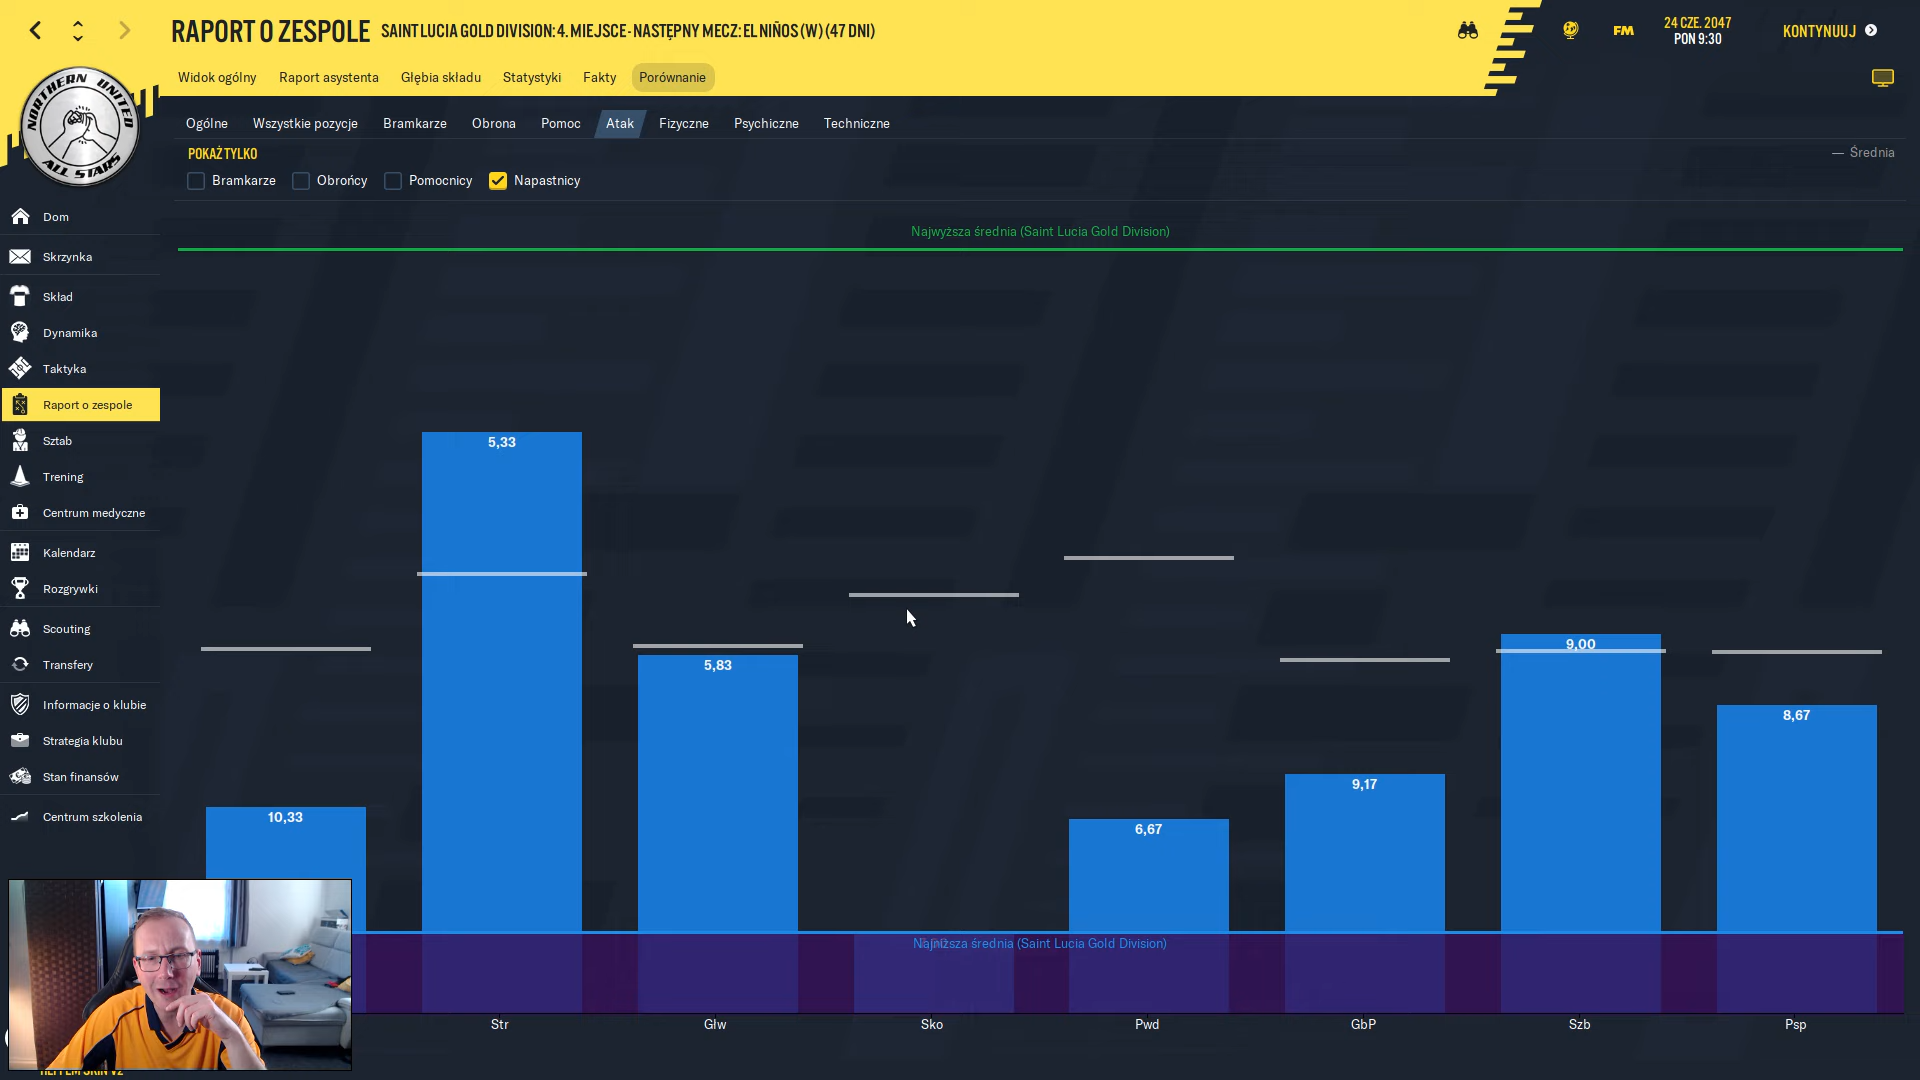 RAPORT O ZESPOLE
SAINT LUCIA GOLD DIVISION: 4. MIEJSCE - NASTĘPNY MECZ: EL NIÑOS (W) (47 DNI)
FM
24 CZE. 2047
PON 9:30
KONTYNUUJ
Widok ogólny
Raport asystenta
Głębia składu
Statystyki
Fakty
Porównanie
NORTHERN UNITED
ALL STARS
Ogólne
Wszystkie pozycje
Bramkarze
Obrona
Pomoc
Atak
Fizyczne
Psychiczne
Techniczne
POKAŻ TYLKO
— Średnia
Bramkarze
Obrońcy
Pomocnicy
Napastnicy
Dom
Skrzynka
Skład
Dynamika
Taktyka
Raport o zespole
Sztab
Trening
Centrum medyczne
Kalendarz
Rozgrywki
Scouting
Transfery
Informacje o klubie
Strategia klubu
Stan finansów
Centrum szkolenia
Najwyższa średnia (Saint Lucia Gold Division)
10,33
5,33
5,83
6,67
9,17
9,00
8,67
Najniższa średnia (Saint Lucia Gold Division)
Str
Głw
Sko
Pwd
GbP
Szb
Psp